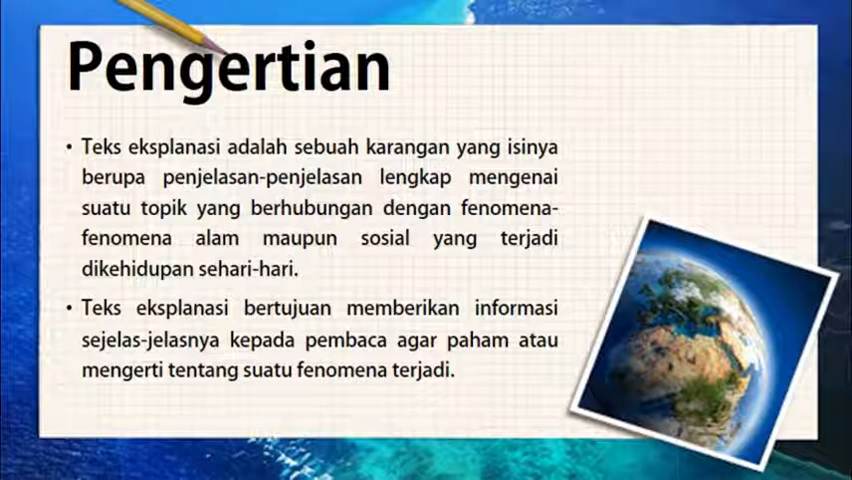 Pengertian
• Teks eksplanasi adalah sebuah karangan yang isinya
berupa penjelasan-penjelasan lengkap mengenai
suatu topik yang berhubungan dengan fenomena-
fenomena alam maupun sosial yang terjadi
dikehidupan sehari-hari.
• Teks eksplanasi bertujuan memberikan informasi
sejelas-jelasnya kepada pembaca agar paham atau
mengerti tentang suatu fenomena terjadi.